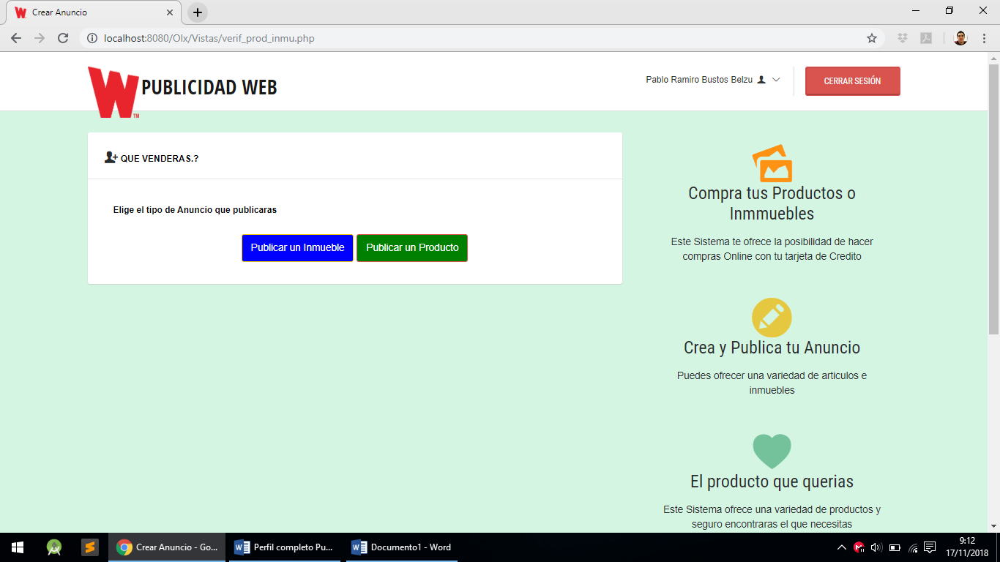 Crear Anuncio
localhost:8080/Olx/Vistas/verif_prod_inmu.php
W TM
PUBLICIDAD WEB
Pablo Ramiro Bustos Belzu
CERRAR SESIÓN
QUE VENDERAS.?
Elige el tipo de Anuncio que publicaras
Publicar un Inmueble
Publicar un Producto
Compra tus Productos o
Inmmuebles
Este Sistema te ofrece la posibilidad de hacer
compras Online con tu tarjeta de Credito
Crea y Publica tu Anuncio
Puedes ofrecer una variedad de articulos e
inmuebles
El producto que querias
Este Sistema ofrece una variedad de productos y
seguro encontraras el que necesitas
Crear Anuncio - Go...
Perfil completo Pu...
Documento1 - Word
9:12
17/11/2018